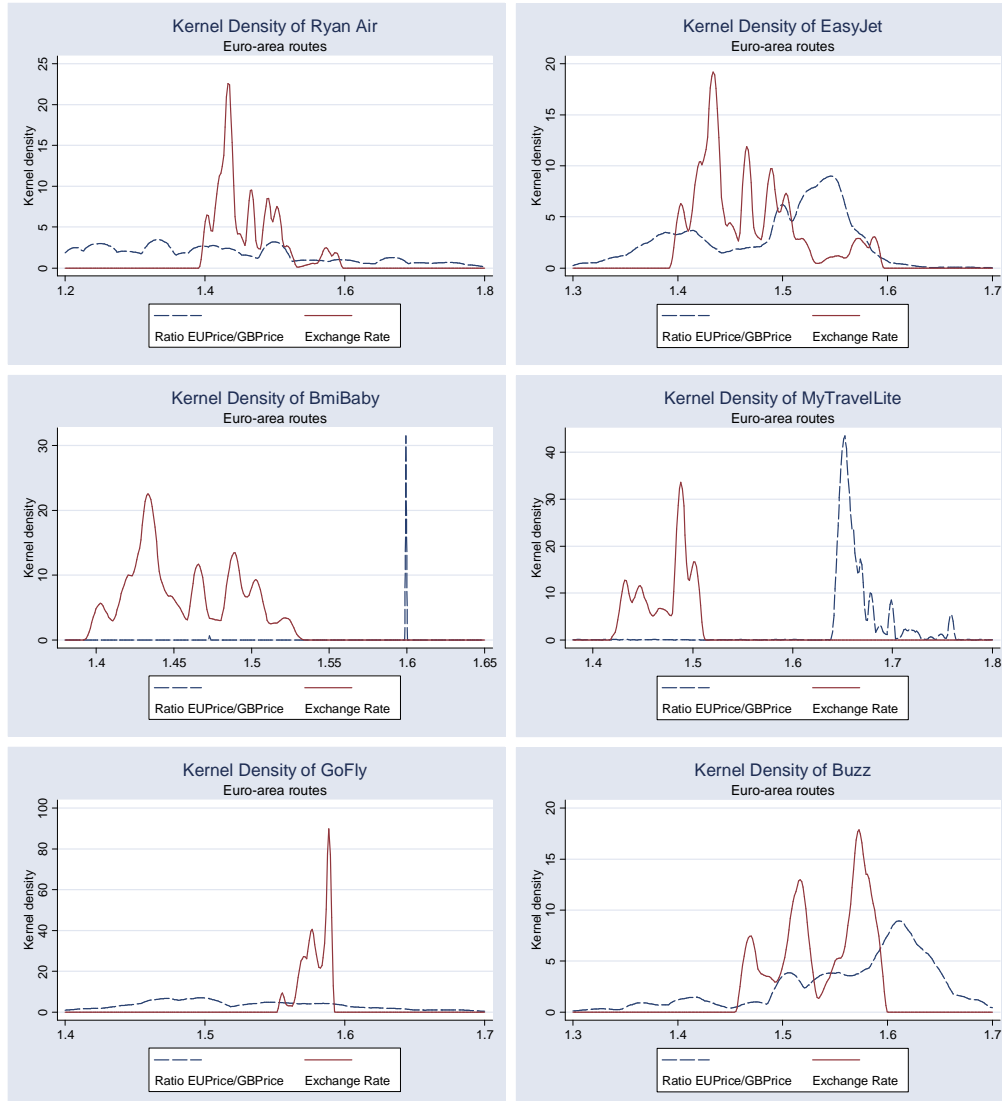 Kernel Density of Ryan Air
Euro-area routes
Kernel density
25
20
15
10
5
0
1.2 1.4 1.6 1.8
Ratio EUPrice/GBPrice Exchange Rate
Kernel Density of EasyJet
Euro-area routes
Kernel density
20
15
10
5
0
1.3 1.4 1.5 1.6 1.7
Ratio EUPrice/GBPrice Exchange Rate
Kernel Density of BmiBaby
Euro-area routes
Kernel density
30
20
10
0
1.4 1.45 1.5 1.55 1.6 1.65
Ratio EUPrice/GBPrice Exchange Rate
Kernel Density of MyTravelLite
Euro-area routes
Kernel density
40
30
20
10
0
1.4 1.5 1.6 1.7 1.8
Ratio EUPrice/GBPrice Exchange Rate
Kernel Density of GoFly
Euro-area routes
Kernel density
100
80
60
40
20
0
1.4 1.5 1.6 1.7
Ratio EUPrice/GBPrice Exchange Rate
Kernel Density of Buzz
Euro-area routes
Kernel density
20
15
10
5
0
1.3 1.4 1.5 1.6 1.7
Ratio EUPrice/GBPrice Exchange Rate